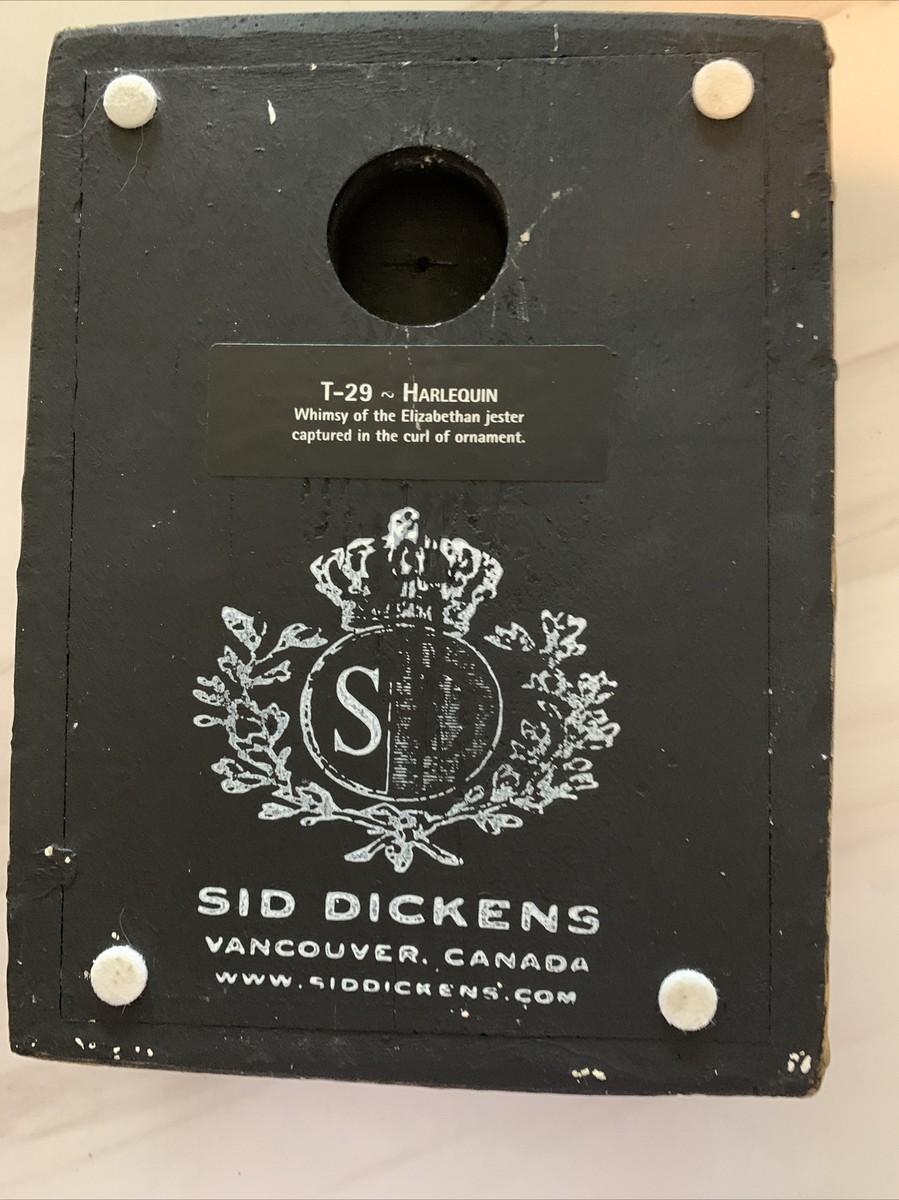 T-29 ~ HARLEQUIN
Whimsy of the Elizabethan jester
captured in the curl of ornament.
S D
SID DICKENS
VANCOUVER, CANADA
WWW.SIDDICKENS.COM